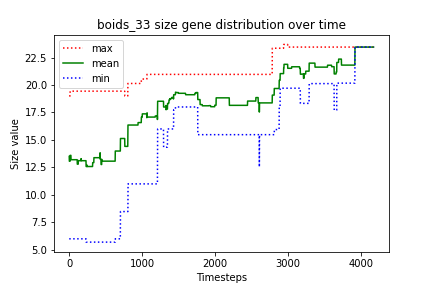 boids_33 size gene distribution over time
max
mean
min
Size value
22.5
20.0
17.5
15.0
12.5
10.0
7.5
5.0
0
1000
2000
3000
4000
Timesteps